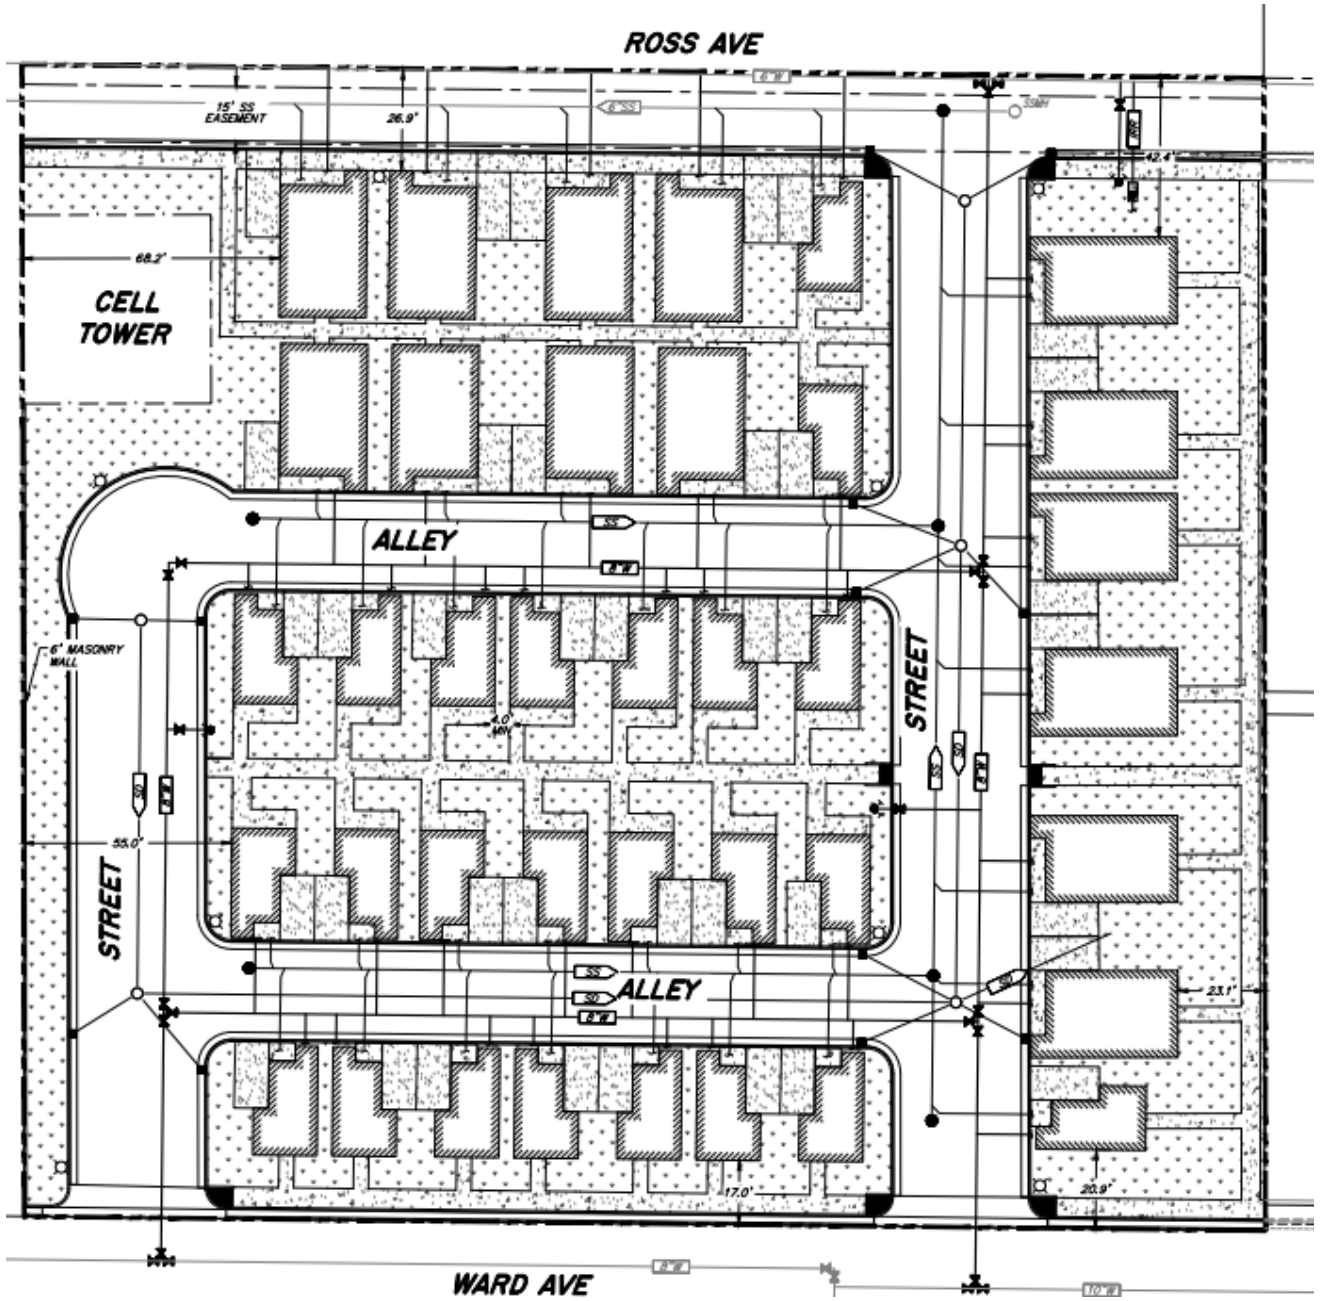 ROSS AVE
6"W
15' SS
EASEMENT
26.9'
6"SS
SSMH
IRR
42.4'
68.2'
CELL
TOWER
SS
ALLEY
8"W
6' MASONRY
WALL
4.0'
MIN
STREET
SD
8"W
SS
SD
8"W
55.0'
STREET
SS
SD
ALLEY
8"W
SD
23.1'
17.0'
20.9'
8"W
WARD AVE
10"W